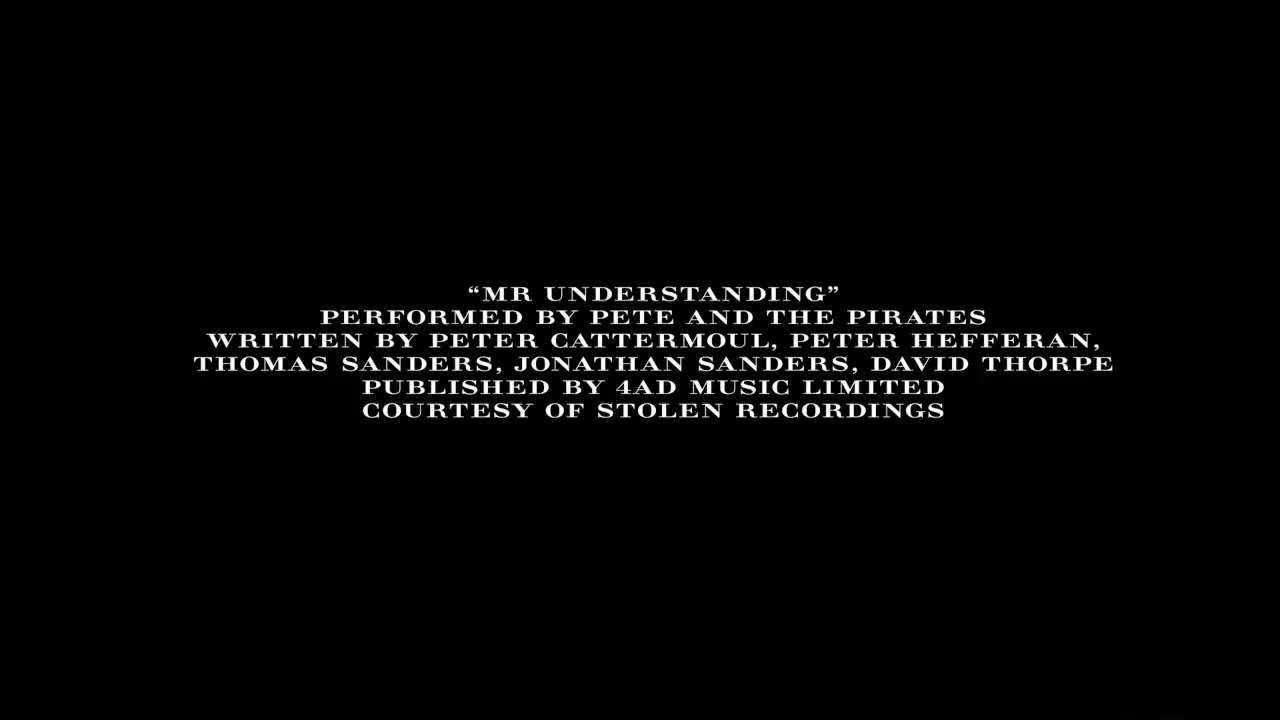 “MR UNDERSTANDING”
PERFORMED BY PETE AND THE PIRATES
WRITTEN BY PETER CATTERMOUL, PETER HEFFERAN,
THOMAS SANDERS, JONATHAN SANDERS, DAVID THORPE
PUBLISHED BY 4AD MUSIC LIMITED
COURTESY OF STOLEN RECORDINGS